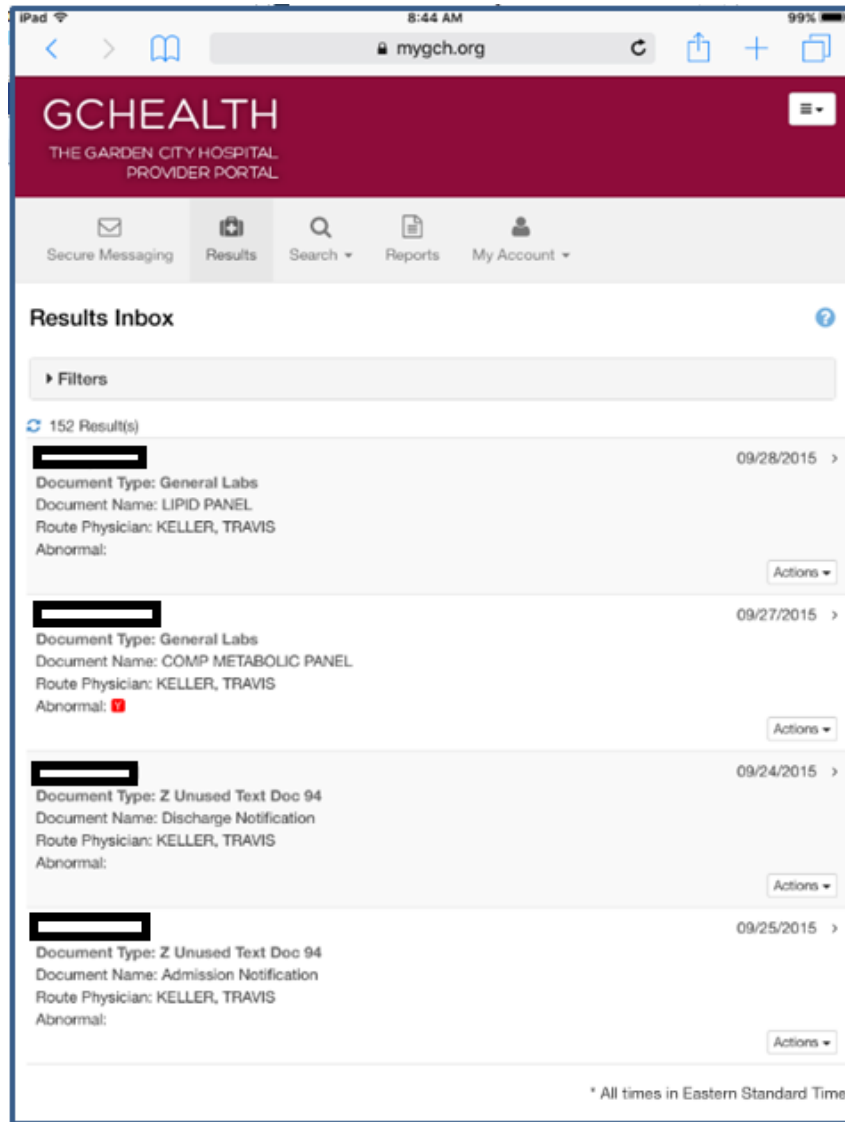 iPad 8:44 AM 99%
mygch.org
GCHEALTH
THE GARDEN CITY HOSPITAL
PROVIDER PORTAL
Secure Messaging Results Search Reports My Account
Results Inbox ?
Filters
152 Result(s)
09/28/2015
Document Type: General Labs
Document Name: LIPID PANEL
Route Physician: KELLER, TRAVIS
Abnormal:
Actions
09/27/2015
Document Type: General Labs
Document Name: COMP METABOLIC PANEL
Route Physician: KELLER, TRAVIS
Abnormal: Y
Actions
09/24/2015
Document Type: Z Unused Text Doc 94
Document Name: Discharge Notification
Route Physician: KELLER, TRAVIS
Abnormal:
Actions
09/25/2015
Document Type: Z Unused Text Doc 94
Document Name: Admission Notification
Route Physician: KELLER, TRAVIS
Abnormal:
Actions
* All times in Eastern Standard Time